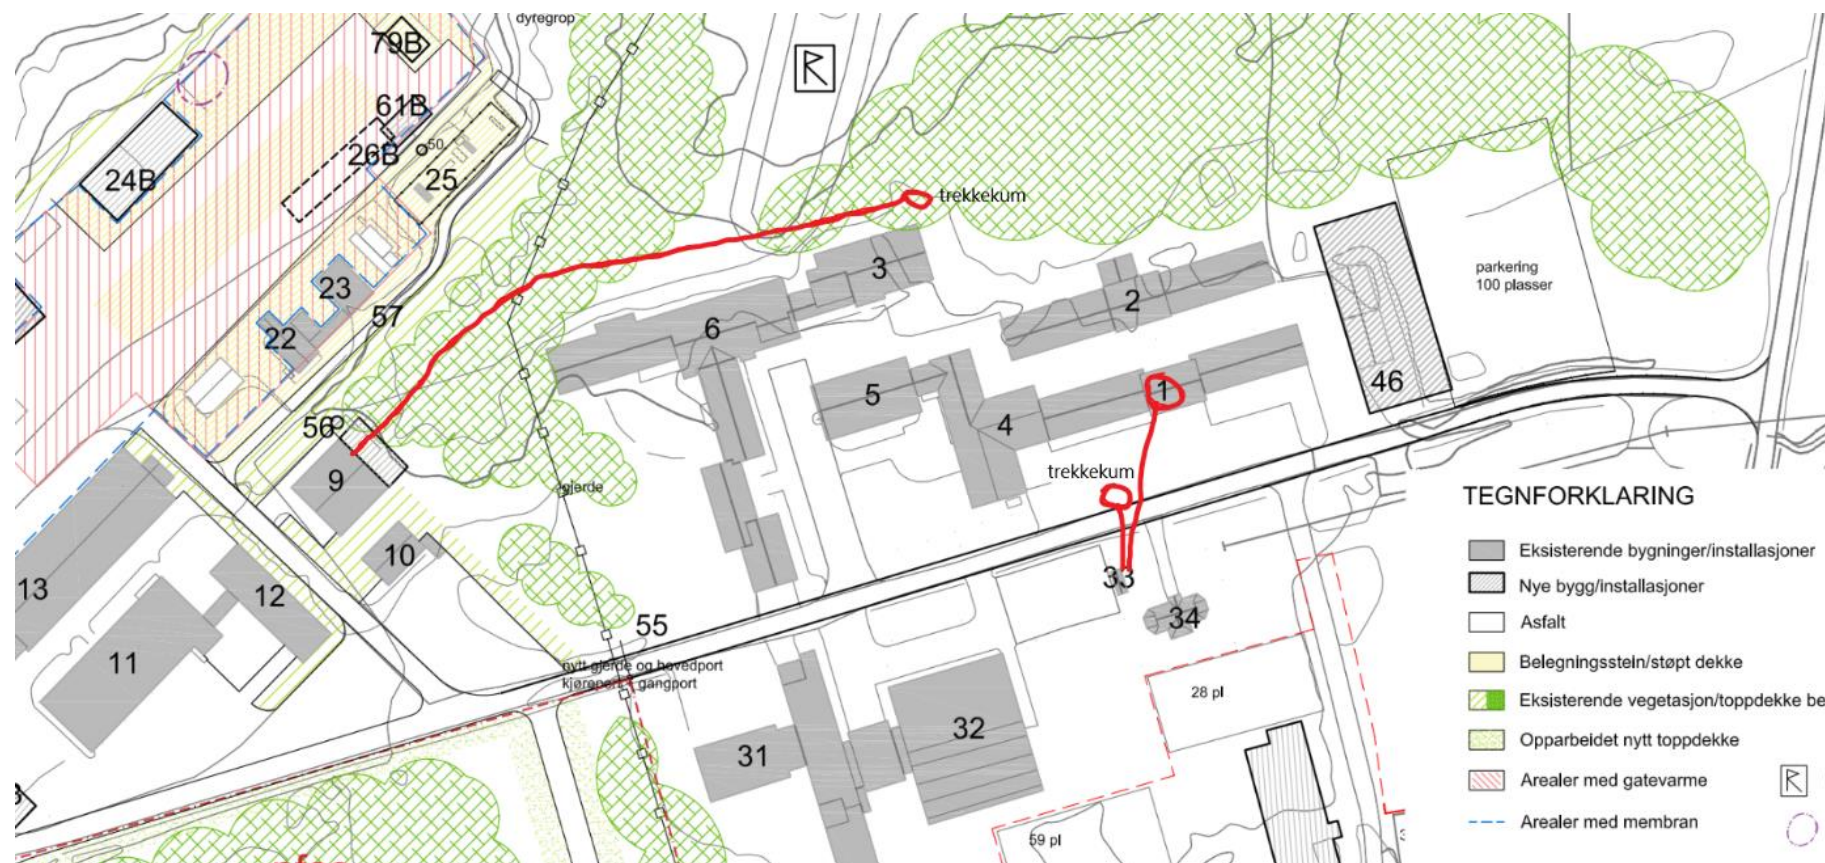 dyregrop
79B
61B
26B
50
24B
25
trekkekum
23
3
parkering
100 plasser
57
2
6
22
46
5
1
4
56
9
trekkekum
gjerde
TEGNFORKLARING
10
Eksisterende bygninger/installasjoner
33
13
12
Nye bygg/installasjoner
34
Asfalt
55
11
nytt gjerde og hovedport
Belegningsstein/støpt dekke
kjøreport + gangport
28 pl
Eksisterende vegetasjon/toppdekke be
32
31
Opparbeidet nytt toppdekke
Arealer med gatevarme
R
Arealer med membran
59 pl
R